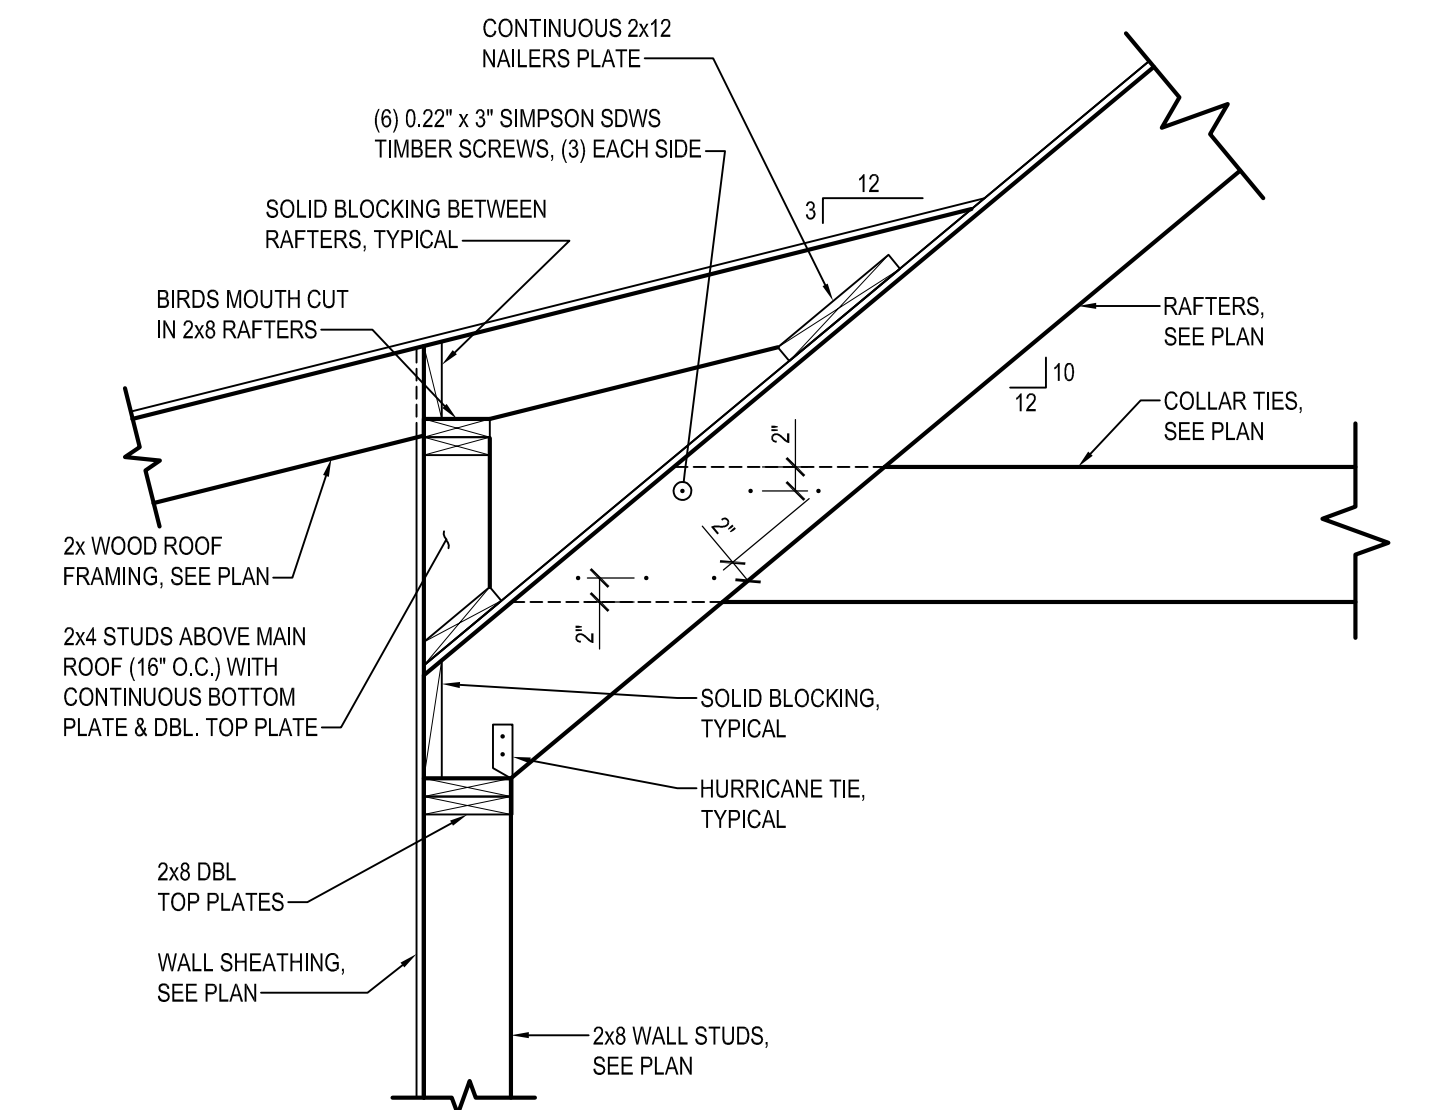 CONTINUOUS 2x12
NAILERS PLATE
(6) 0.22" x 3" SIMPSON SDWS
TIMBER SCREWS, (3) EACH SIDE
12
3
SOLID BLOCKING BETWEEN
RAFTERS, TYPICAL
BIRDS MOUTH CUT
IN 2x8 RAFTERS
RAFTERS,
SEE PLAN
10
12
COLLAR TIES,
SEE PLAN
2"
2"
2"
2x WOOD ROOF
FRAMING, SEE PLAN
2x4 STUDS ABOVE MAIN
ROOF (16" O.C.) WITH
CONTINUOUS BOTTOM
PLATE & DBL. TOP PLATE
SOLID BLOCKING,
TYPICAL
HURRICANE TIE,
TYPICAL
2x8 DBL
TOP PLATES
WALL SHEATHING,
SEE PLAN
2x8 WALL STUDS,
SEE PLAN